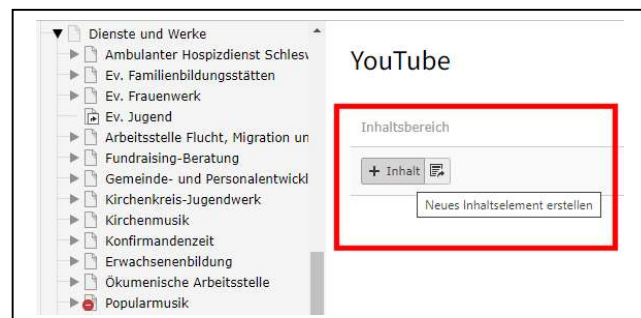 Dienste und Werke
Ambulanter Hospizdienst Schlesw
Ev. Familienbildungsstätten
Ev. Frauenwerk
Ev. Jugend
Arbeitsstelle Flucht, Migration un
Fundraising-Beratung
Gemeinde- und Personalentwickl
Kirchenkreis-Jugendwerk
Kirchenmusik
Konfirmandenzeit
Erwachsenenbildung
Ökumenische Arbeitsstelle
Popularmusik
YouTube
Inhaltsbereich
+ Inhalt
Neues Inhaltselement erstellen